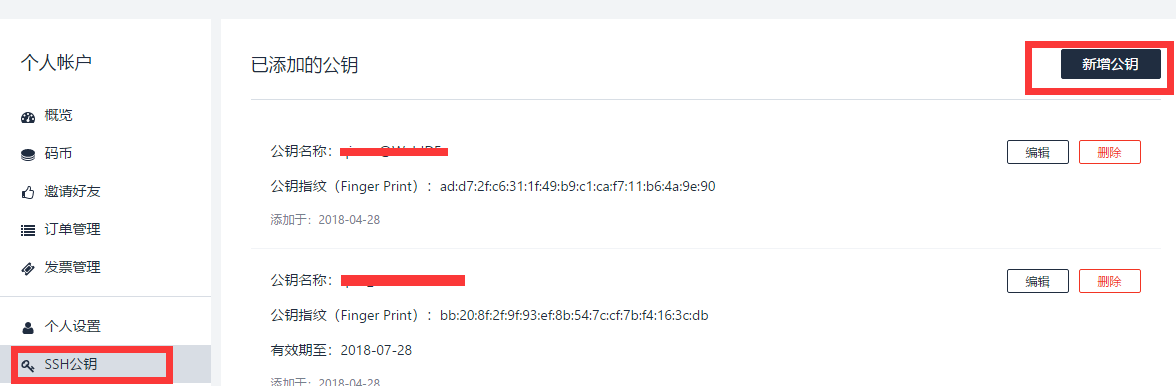 个人帐户
概览
码币
邀请好友
订单管理
发票管理
个人设置
SSH公钥
已添加的公钥
新增公钥
公钥名称：
编辑
删除
公钥指纹（Finger Print）：ad:d7:2f:c6:31:1f:49:b9:c1:ca:f7:11:b6:4a:9e:90
添加于：2018-04-28
公钥名称：
编辑
删除
公钥指纹（Finger Print）：bb:20:8f:2f:9f:93:ef:8b:54:7c:cf:7b:f4:16:3c:db
有效期至：2018-07-28
添加于：2018-04-28